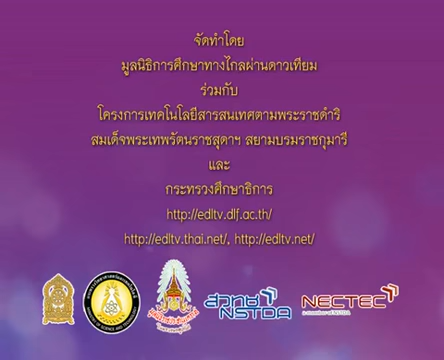 จัดทำโดย
มูลนิธิการศึกษาทางไกลผ่านดาวเทียม
ร่วมกับ
โครงการเทคโนโลยีสารสนเทศตามพระราชดำริ
สมเด็จพระเทพรัตนราชสุดาฯ สยามบรมราชกุมารี
และ
กระทรวงศึกษาธิการ
http://edltv.dlf.ac.th/
http://edltv.thai.net/, http://edltv.net/
สวทช
NSTDA
NECTEC
a member of NSTDA